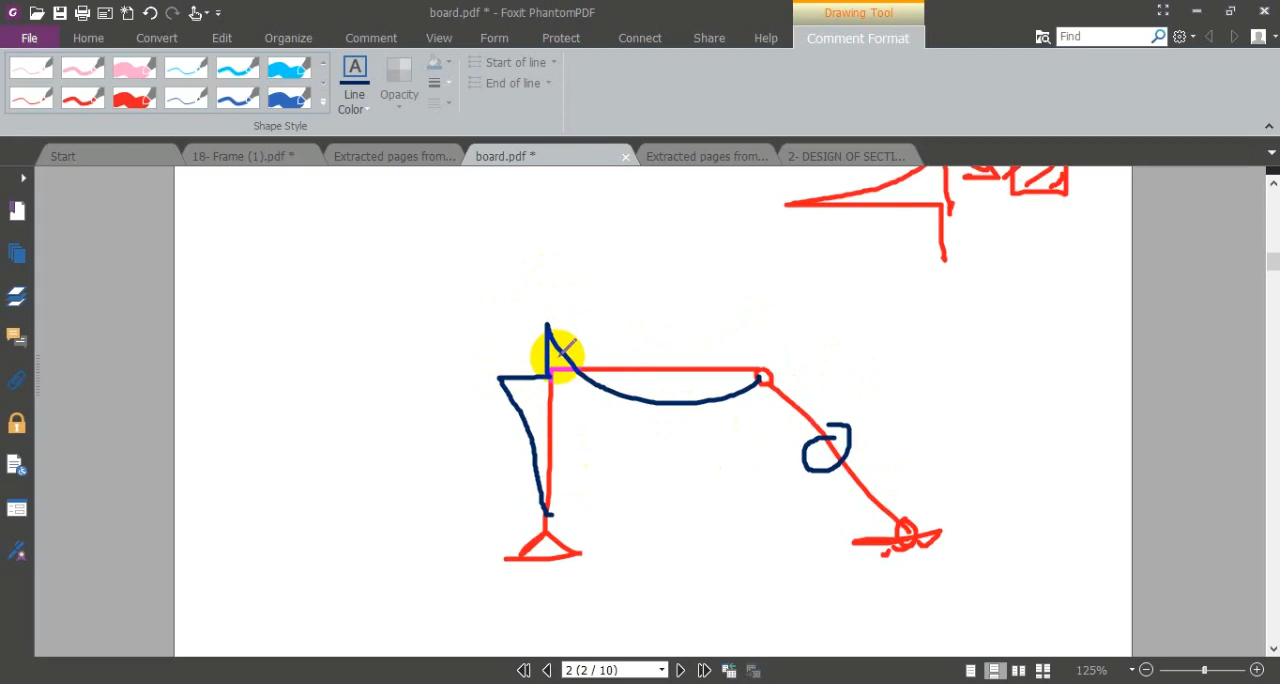 board.pdf * - Foxit PhantomPDF
Drawing Tool
File Home Convert Edit Organize Comment View Form Protect Connect Share Help Comment Format Find
Line Color
Opacity
Start of line
End of line
Shape Style
Start 18- Frame (1).pdf * Extracted pages from... board.pdf * Extracted pages from... 2- DESIGN OF SECTI...
2 (2 / 10) 125%